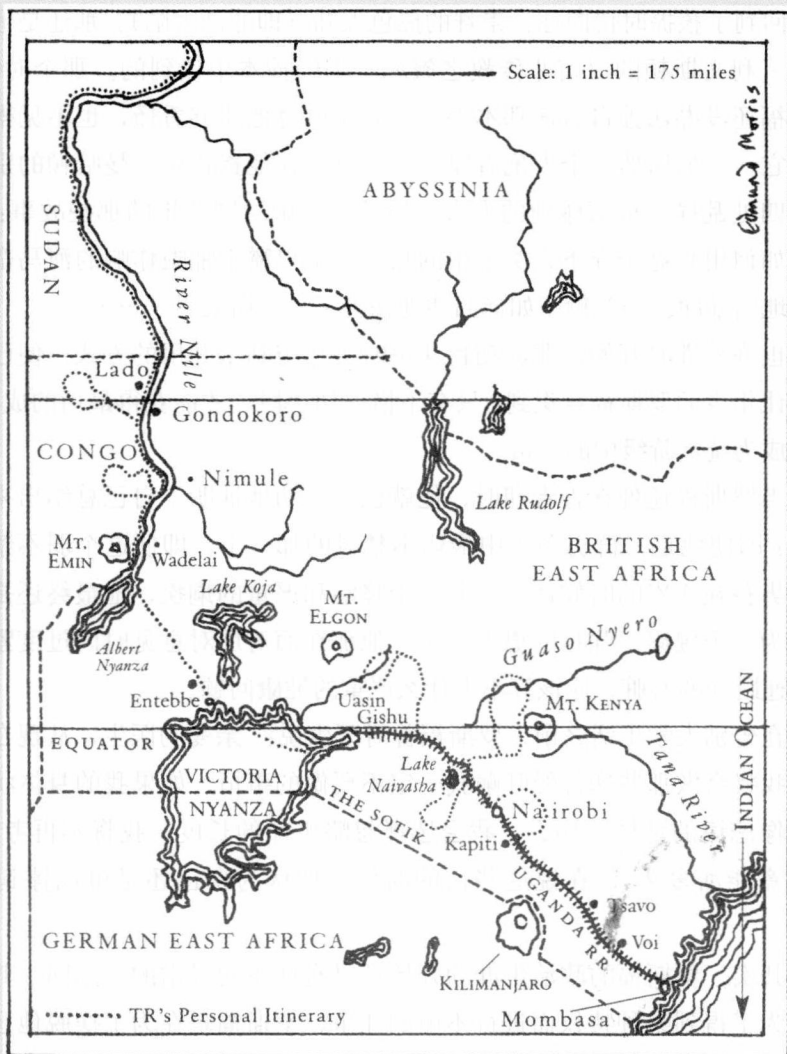 Scale: 1 inch = 175 miles
Edmund Morris
ABYSSINIA
SUDAN
River Nile
Lado
Gondokoro
CONGO
Nimule
Lake Rudolf
MT.
EMIN
Wadelai
Lake Koja
MT.
ELGON
BRITISH
EAST AFRICA
Albert
Nyanza
Guaso Nyero
Entebbe
Uasin
Gishu
MT. KENYA
INDIAN OCEAN
EQUATOR
VICTORIA
NYANZA
Lake
Naivasha
Tana River
THE SOTIK
Nairobi
Kapiti
UGANDA RR
Tsavo
Voi
GERMAN EAST AFRICA
KILIMANJARO
TR's Personal Itinerary
Mombasa